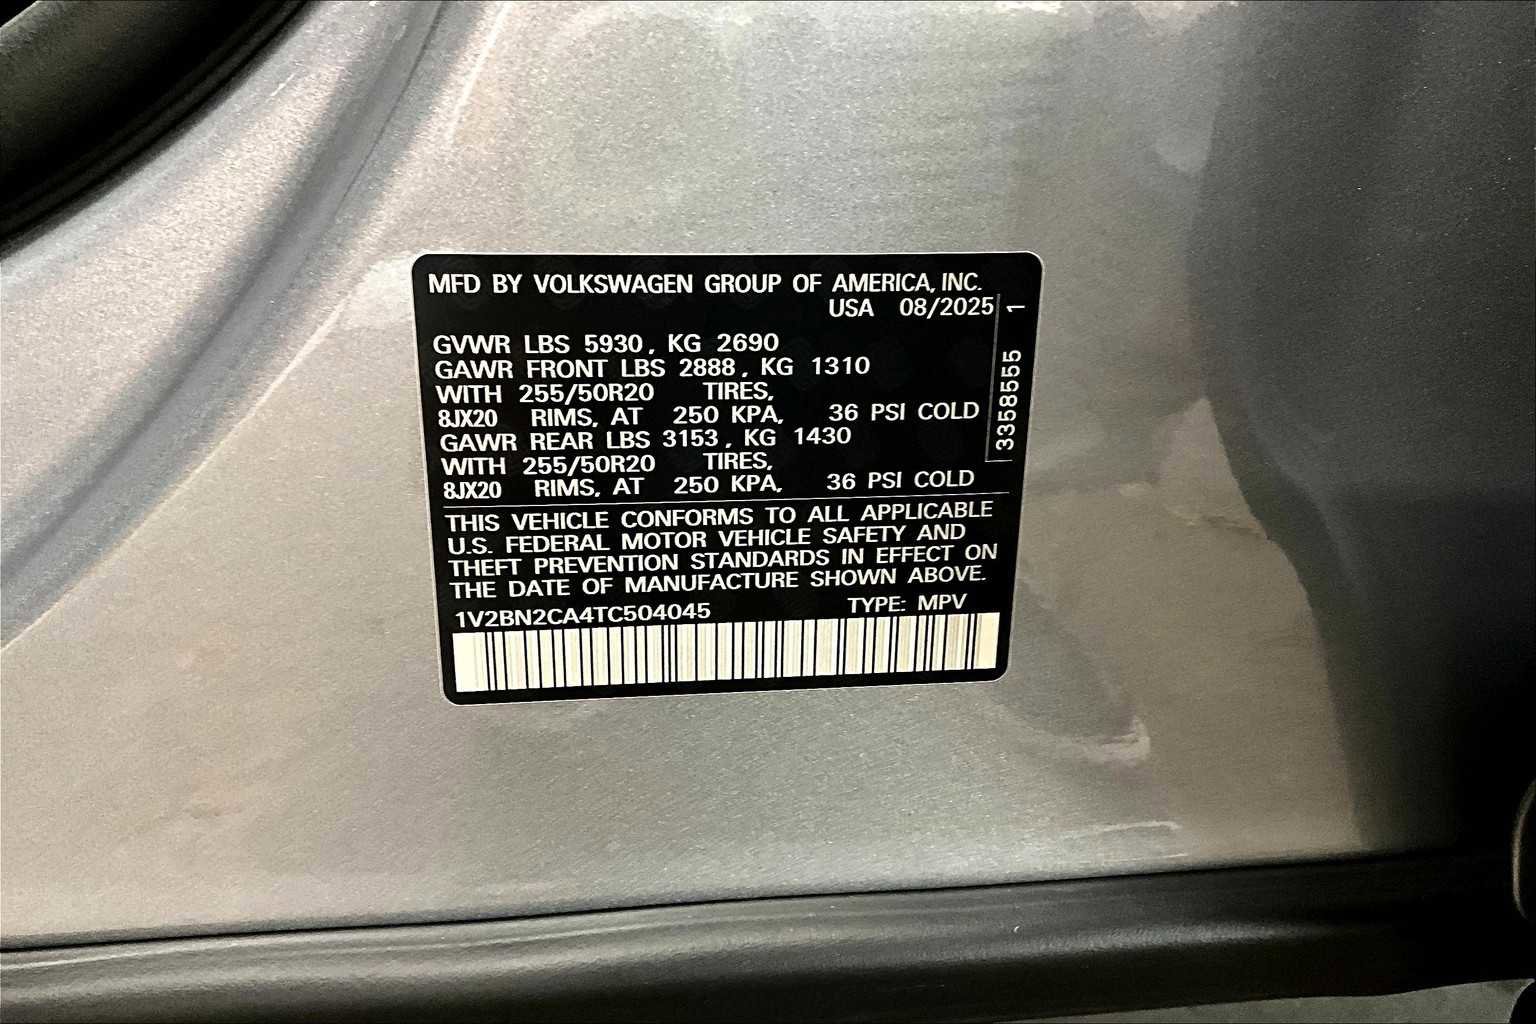 MFD BY VOLKSWAGEN GROUP OF AMERICA, INC.
USA 08/2025
GVWR LBS 5930, KG 2690
GAWR FRONT LBS 2888, KG 1310
WITH 255/50R20 TIRES,
8JX20 RIMS, AT 250 KPA, 36 PSI COLD
GAWR REAR LBS 3153, KG 1430
WITH 255/50R20 TIRES,
8JX20 RIMS, AT 250 KPA, 36 PSI COLD
THIS VEHICLE CONFORMS TO ALL APPLICABLE
U.S. FEDERAL MOTOR VEHICLE SAFETY AND
THEFT PREVENTION STANDARDS IN EFFECT ON
THE DATE OF MANUFACTURE SHOWN ABOVE.
1V2BN2CA4TC504045 TYPE: MPV
3358555 1